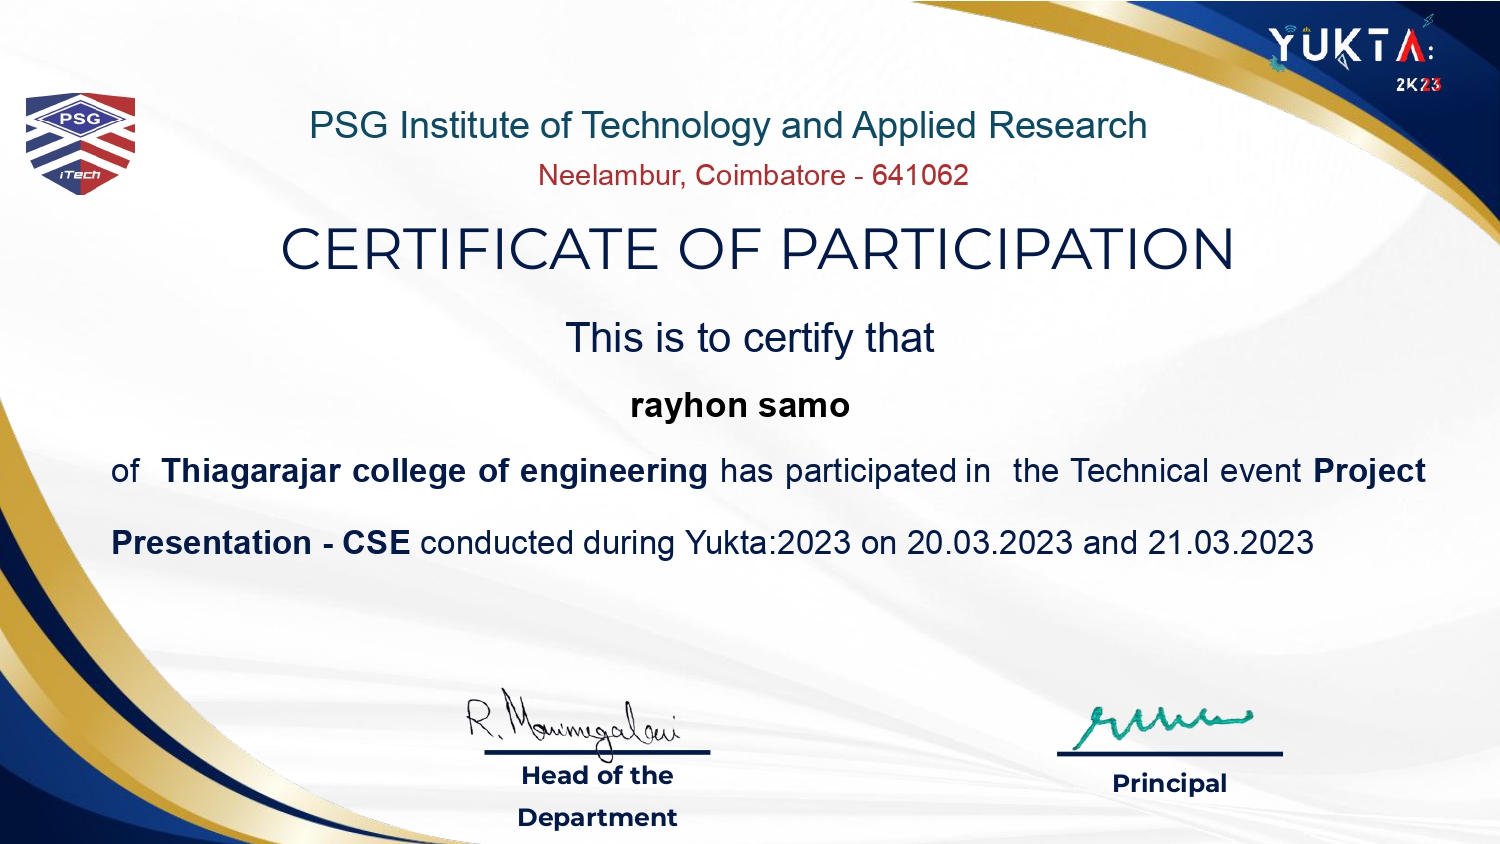 YUKTA:
2K23
PSG
iTech
PSG Institute of Technology and Applied Research
Neelambur, Coimbatore - 641062
CERTIFICATE OF PARTICIPATION
This is to certify that
rayhon samo
of Thiagarajar college of engineering has participated in the Technical event Project
Presentation - CSE conducted during Yukta:2023 on 20.03.2023 and 21.03.2023
Head of the
Department
Principal